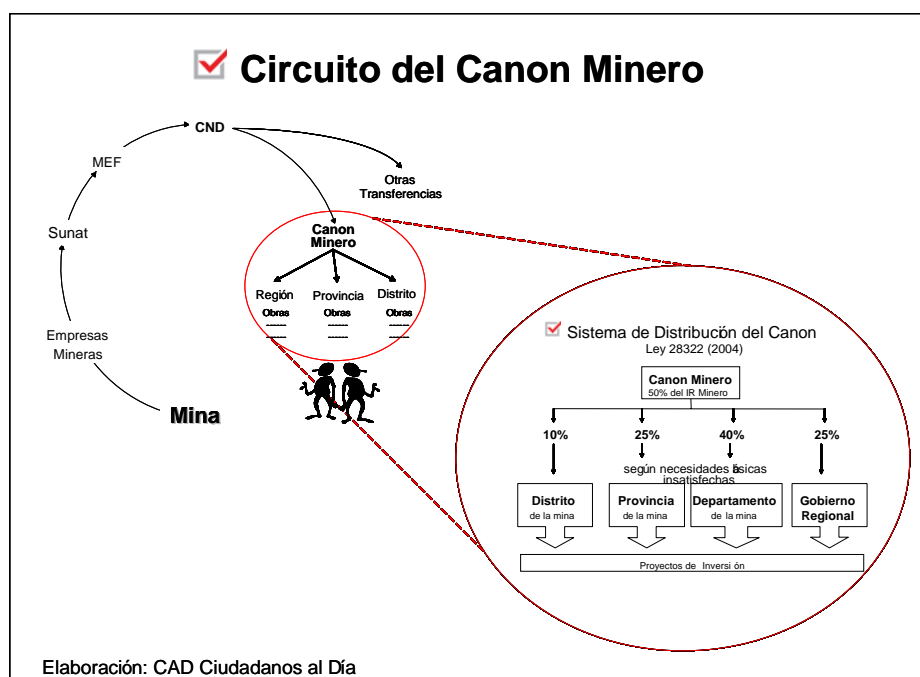 Circuito del Canon Minero
CND
MEF
Otras
Transferencias
Sunat
Canon
Minero
Región Provincia Distrito
Obras Obras Obras
------ ------ ------
------ ------ ------
Empresas
Mineras
Mina
Sistema de Distribución del Canon
Ley 28322 (2004)
Canon Minero
50% del IR Minero
10% 25% 40% 25%
según necesidades básicas
insatisfechas
Distrito Provincia Departamento Gobierno
de la mina de la mina de la mina Regional
Proyectos de Inversión
Elaboración: CAD Ciudadanos al Día